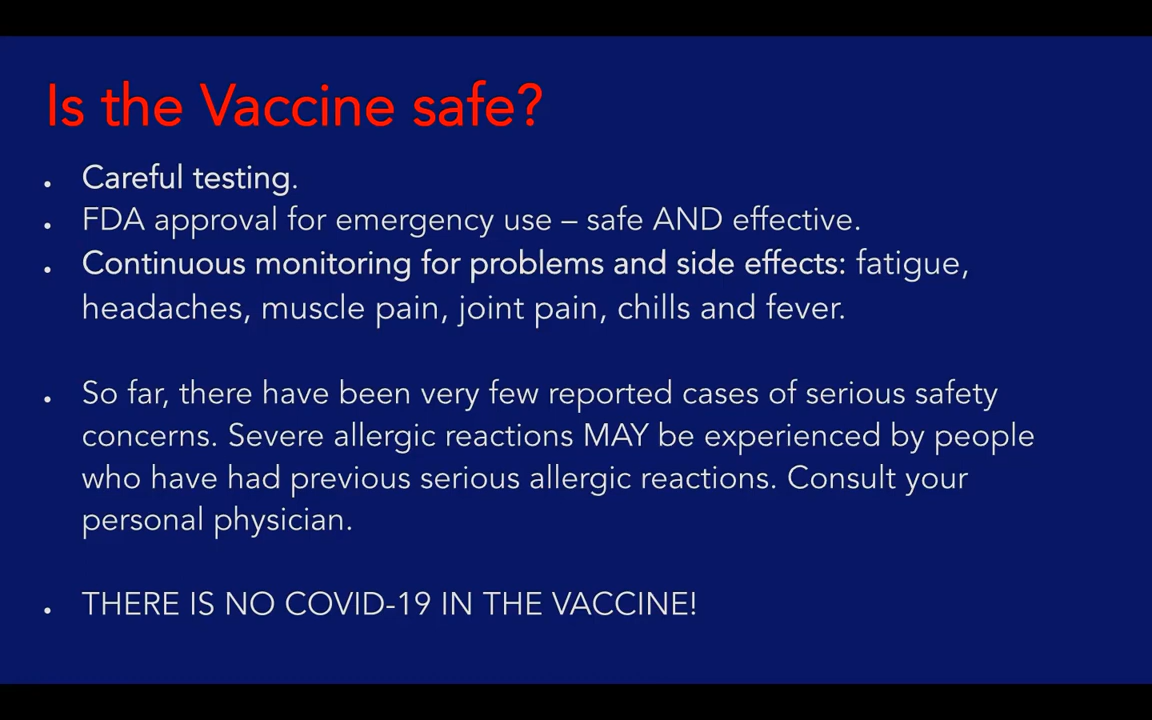 Is the Vaccine safe?
• Careful testing.
• FDA approval for emergency use – safe AND effective.
• Continuous monitoring for problems and side effects: fatigue,
headaches, muscle pain, joint pain, chills and fever.
• So far, there have been very few reported cases of serious safety
concerns. Severe allergic reactions MAY be experienced by people
who have had previous serious allergic reactions. Consult your
personal physician.
• THERE IS NO COVID-19 IN THE VACCINE!